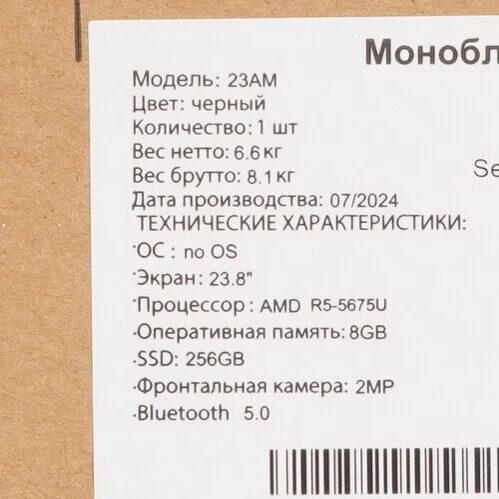 Монобл
Модель: 23AM
Цвет: черный
Количество: 1 шт
Вес нетто: 6.6 кг
Se
Вес брутто: 8.1 кг
Дата производства: 07/2024
ТЕХНИЧЕСКИЕ ХАРАКТЕРИСТИКИ:
·ОС : no OS
·Экран: 23.8"
·Процессор: AMD R5-5675U
·Оперативная память: 8GB
·SSD: 256GB
·Фронтальная камера: 2MP
·Bluetooth 5.0